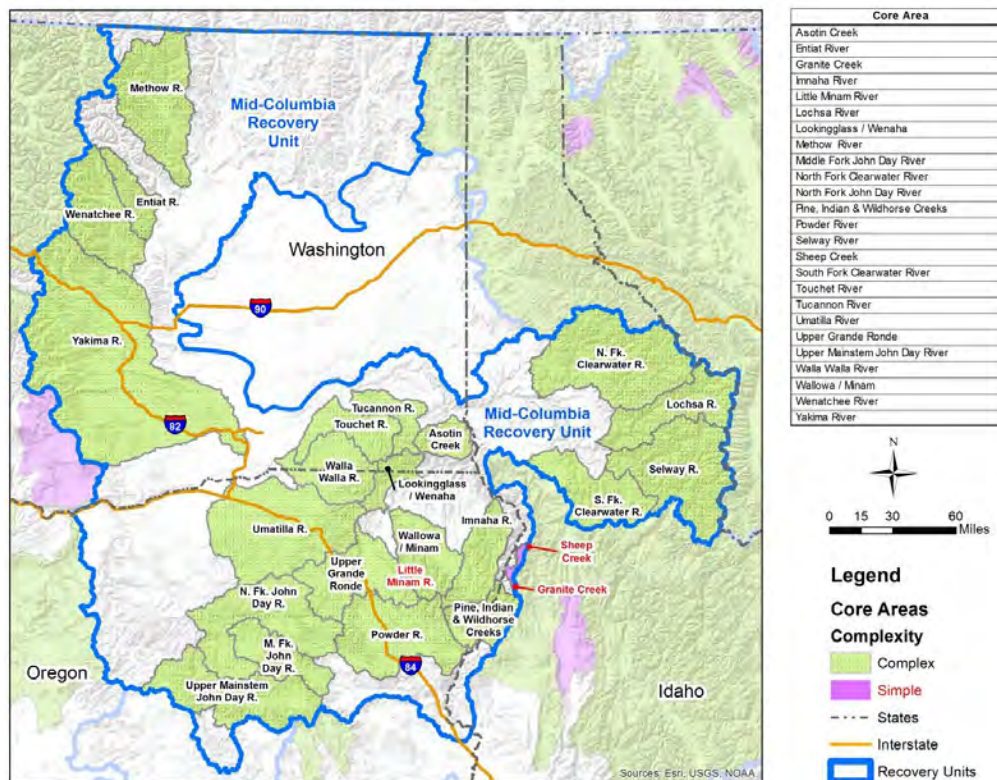 Methow R.
Mid-Columbia
Recovery
Unit
Entiat R.
Wenatchee R.
Washington
90
Yakima R.
N. Fk.
Clearwater R.
Lochsa R.
82
Tucannon R.
Touchet R.
Asotin
Creek
Mid-Columbia
Recovery Unit
Walla
Walla R.
Selway R.
Lookingglass
/ Wenaha
S. Fk.
Clearwater R.
Umatilla R.
Imnaha R.
Wallowa
/ Minam
Sheep
Creek
Upper
Grande
Ronde
Little
Minam R.
Granite Creek
N. Fk. John
Day R.
Pine, Indian
& Wildhorse
Creeks
Powder R.
M. Fk.
John
Day R.
84
Oregon
Upper Mainstem
John Day R.
Idaho
Sources: Esri, USGS, NOAA
Core Area
Asotin Creek
Entiat River
Granite Creek
Imnaha River
Little Minam River
Lochsa River
Lookingglass / Wenaha
Methow River
Middle Fork John Day River
North Fork Clearwater River
North Fork John Day River
Pine, Indian & Wildhorse Creeks
Powder River
Selway River
Sheep Creek
South Fork Clearwater River
Touchet River
Tucannon River
Umatilla River
Upper Grande Ronde
Upper Mainstem John Day River
Walla Walla River
Wallowa / Minam
Wenatchee River
Yakima River
N
0 15 30 60
Miles
Legend
Core Areas
Complexity
Complex
Simple
States
Interstate
Recovery Units